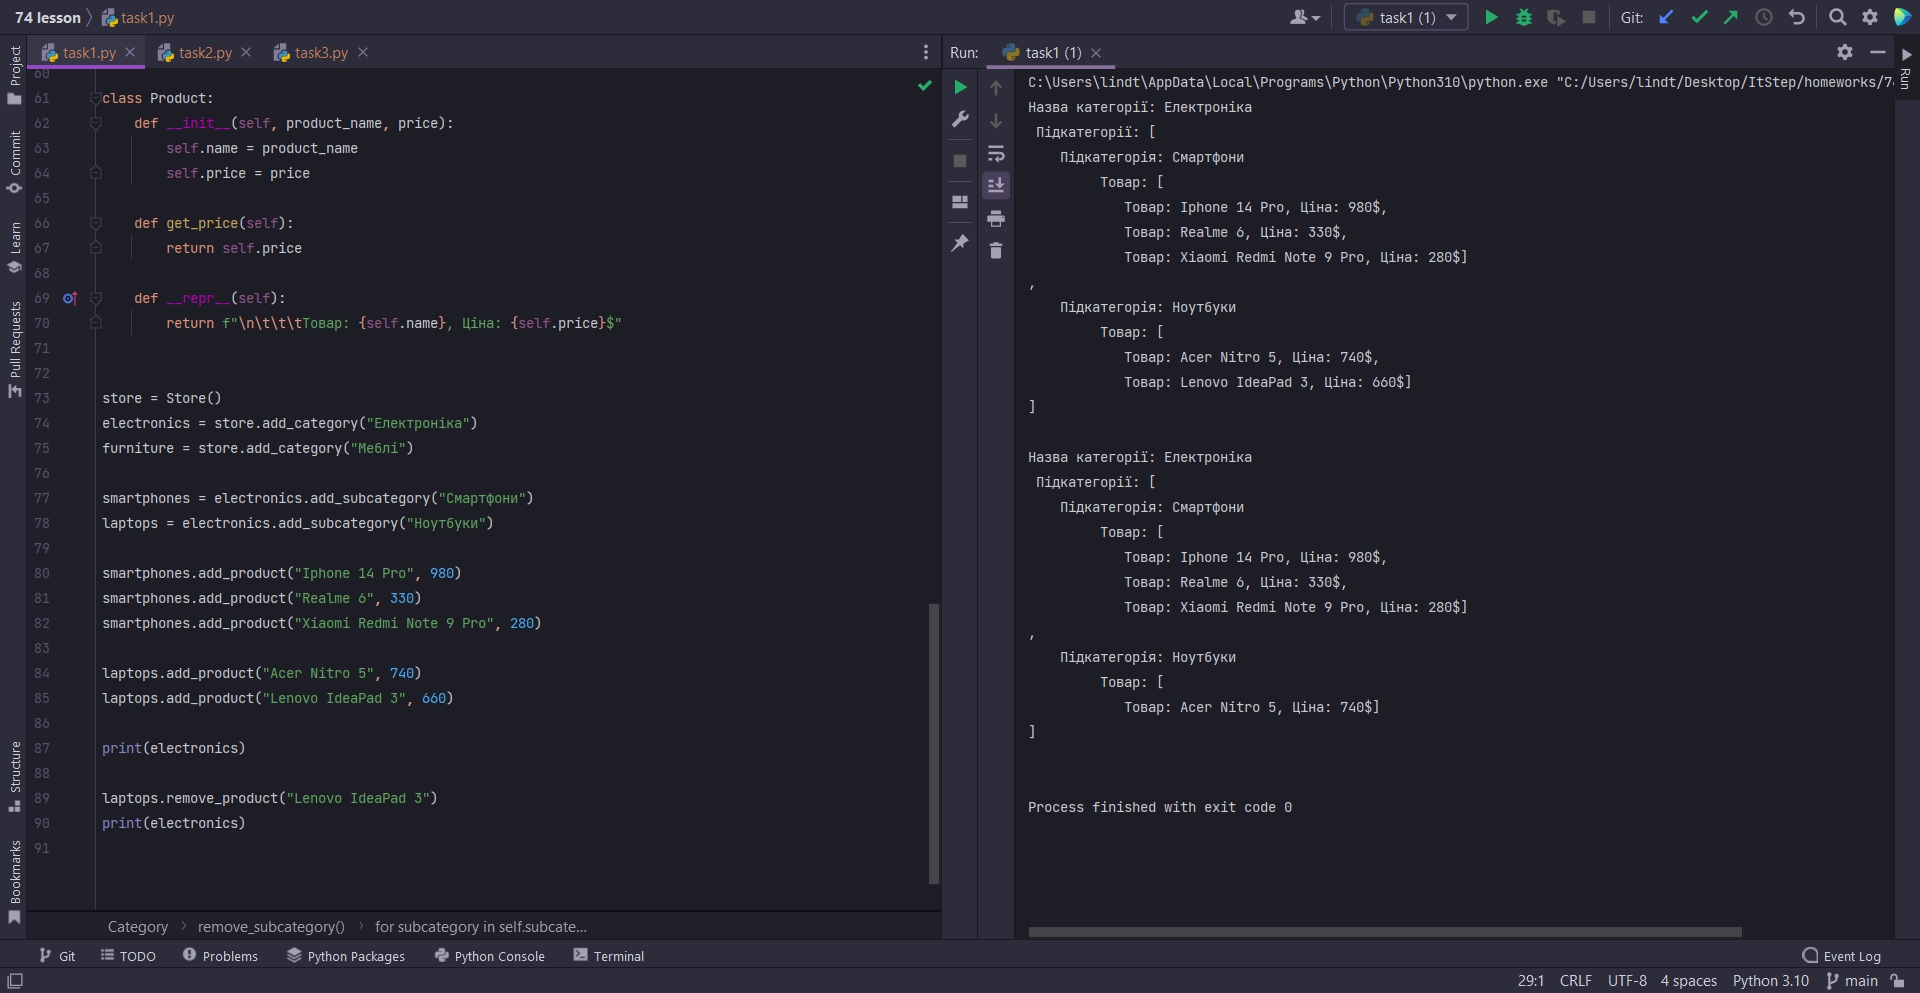 74 lesson task1.py
task1 (1) Git:
task1.py task2.py task3.py
Run: task1 (1)
Project
Commit
Learn
Pull Requests
Structure
Bookmarks
60
61 class Product:
62 def __init__(self, product_name, price):
63 self.name = product_name
64 self.price = price
65
66 def get_price(self):
67 return self.price
68
69 def __repr__(self):
70 return f"\n\t\t\tТовар: {self.name}, Ціна: {self.price}$"
71
72
73 store = Store()
74 electronics = store.add_category("Електроніка")
75 furniture = store.add_category("Меблі")
76
77 smartphones = electronics.add_subcategory("Смартфони")
78 laptops = electronics.add_subcategory("Ноутбуки")
79
80 smartphones.add_product("Iphone 14 Pro", 980)
81 smartphones.add_product("Realme 6", 330)
82 smartphones.add_product("Xiaomi Redmi Note 9 Pro", 280)
83
84 laptops.add_product("Acer Nitro 5", 740)
85 laptops.add_product("Lenovo IdeaPad 3", 660)
86
87 print(electronics)
88
89 laptops.remove_product("Lenovo IdeaPad 3")
90 print(electronics)
91
Category remove_subcategory() for subcategory in self.subcate...
C:\Users\lindt\AppData\Local\Programs\Python\Python310\python.exe "C:/Users/lindt/Desktop/ItStep/homeworks/7
Назва категорії: Електроніка
Підкатегорії: [
Підкатегорія: Смартфони
Товар: [
Товар: Iphone 14 Pro, Ціна: 980$,
Товар: Realme 6, Ціна: 330$,
Товар: Xiaomi Redmi Note 9 Pro, Ціна: 280$]
,
Підкатегорія: Ноутбуки
Товар: [
Товар: Acer Nitro 5, Ціна: 740$,
Товар: Lenovo IdeaPad 3, Ціна: 660$]
]
Назва категорії: Електроніка
Підкатегорії: [
Підкатегорія: Смартфони
Товар: [
Товар: Iphone 14 Pro, Ціна: 980$,
Товар: Realme 6, Ціна: 330$,
Товар: Xiaomi Redmi Note 9 Pro, Ціна: 280$]
,
Підкатегорія: Ноутбуки
Товар: [
Товар: Acer Nitro 5, Ціна: 740$]
]
Process finished with exit code 0
Run
Git TODO Problems Python Packages Python Console Terminal Event Log
29:1 CRLF UTF-8 4 spaces Python 3.10 main